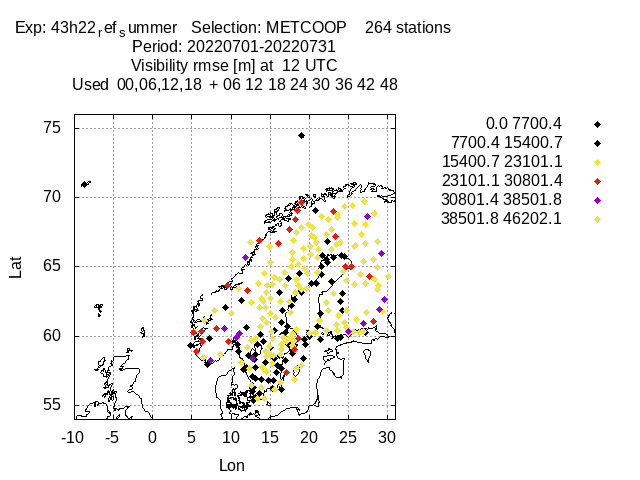 Exp: 43h22refsummer Selection: METCOOP 264 stations
Period: 20220701-20220731
Visibility rmse [m] at 12 UTC
Used 00,06,12,18 + 06 12 18 24 30 36 42 48
0.0 7700.4
7700.4 15400.7
15400.7 23101.1
23101.1 30801.4
30801.4 38501.8
38501.8 46202.1
75
70
65
60
55
Lat
-10 -5 0 5 10 15 20 25 30
Lon